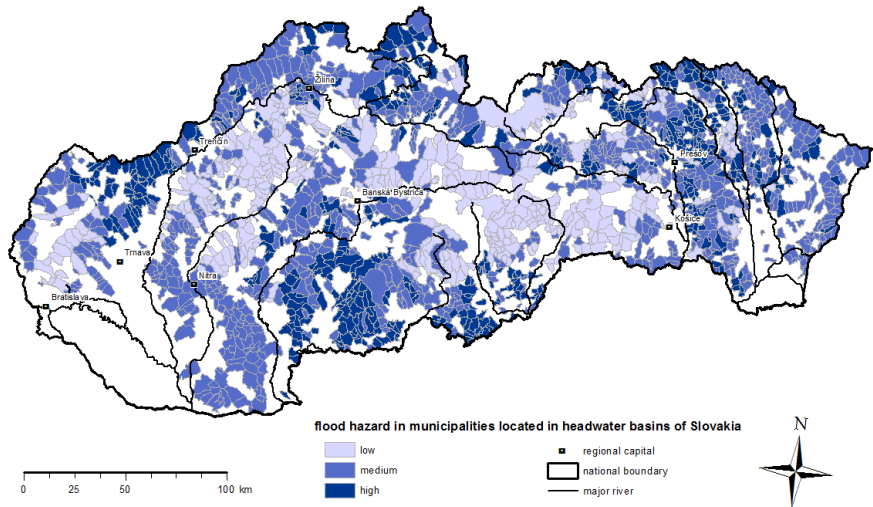 Žilina
Trenčín
Prešov
Banská Bystrica
Košice
Trnava
Nitra
Bratislava
flood hazard in municipalities located in headwater basins of Slovakia
low
medium
high
regional capital
national boundary
major river
N
0 25 50 100 km